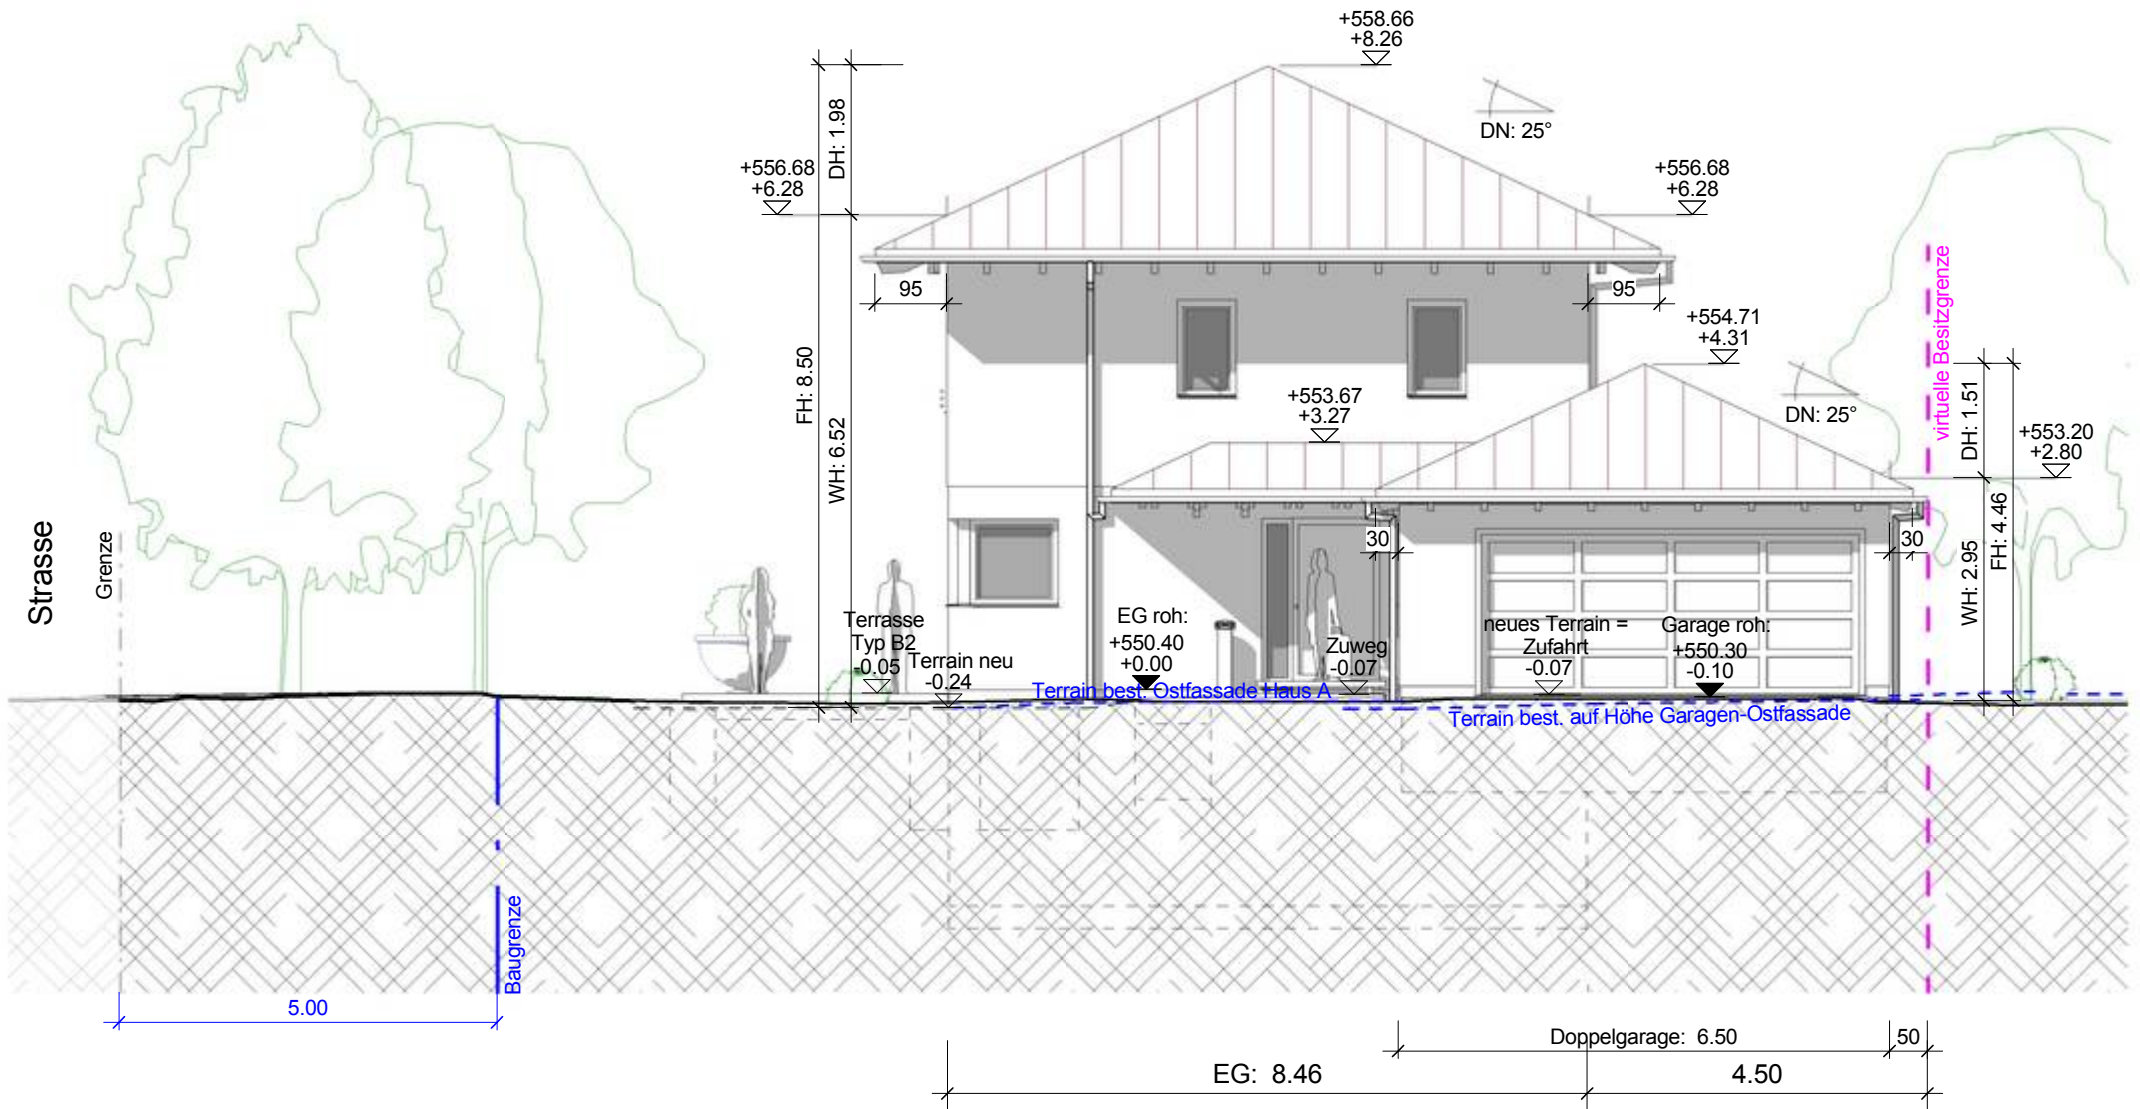 +558.66
+8.26
DH: 1.98
DN: 25°
+556.68
+6.28
+556.68
+6.28
95
95
virtuelle Besitzgrenze
+554.71
+4.31
FH: 8.50
WH: 6.52
+553.67
+3.27
DN: 25°
DH: 1.51
+553.20
+2.80
FH: 4.46
WH: 2.95
30
30
Strasse
Grenze
Terrasse
Typ B2
-0.05
Terrain neu
-0.24
EG roh:
+550.40
+0.00
Zuweg
-0.07
neues Terrain =
Zufahrt
-0.07
Garage roh:
+550.30
-0.10
Terrain best. Ostfassade Haus A
Terrain best. auf Höhe Garagen-Ostfassade
Baugrenze
5.00
Doppelgarage: 6.50
50
EG: 8.46
4.50